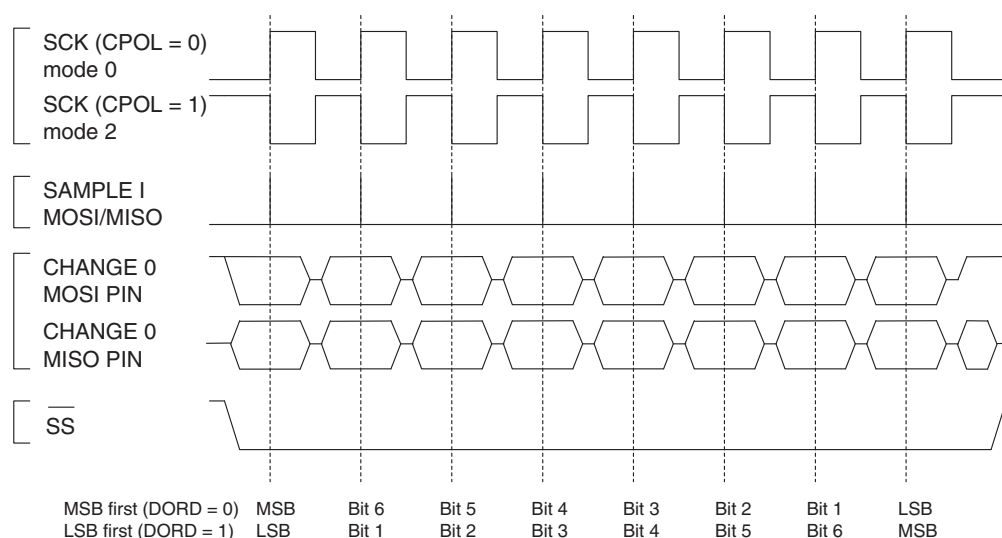 SCK (CPOL = 0)
mode 0
SCK (CPOL = 1)
mode 2
SAMPLE I
MOSI/MISO
CHANGE 0
MOSI PIN
CHANGE 0
MISO PIN
SS
MSB first (DORD = 0) MSB Bit 6 Bit 5 Bit 4 Bit 3 Bit 2 Bit 1 LSB
LSB first (DORD = 1) LSB Bit 1 Bit 2 Bit 3 Bit 4 Bit 5 Bit 6 MSB